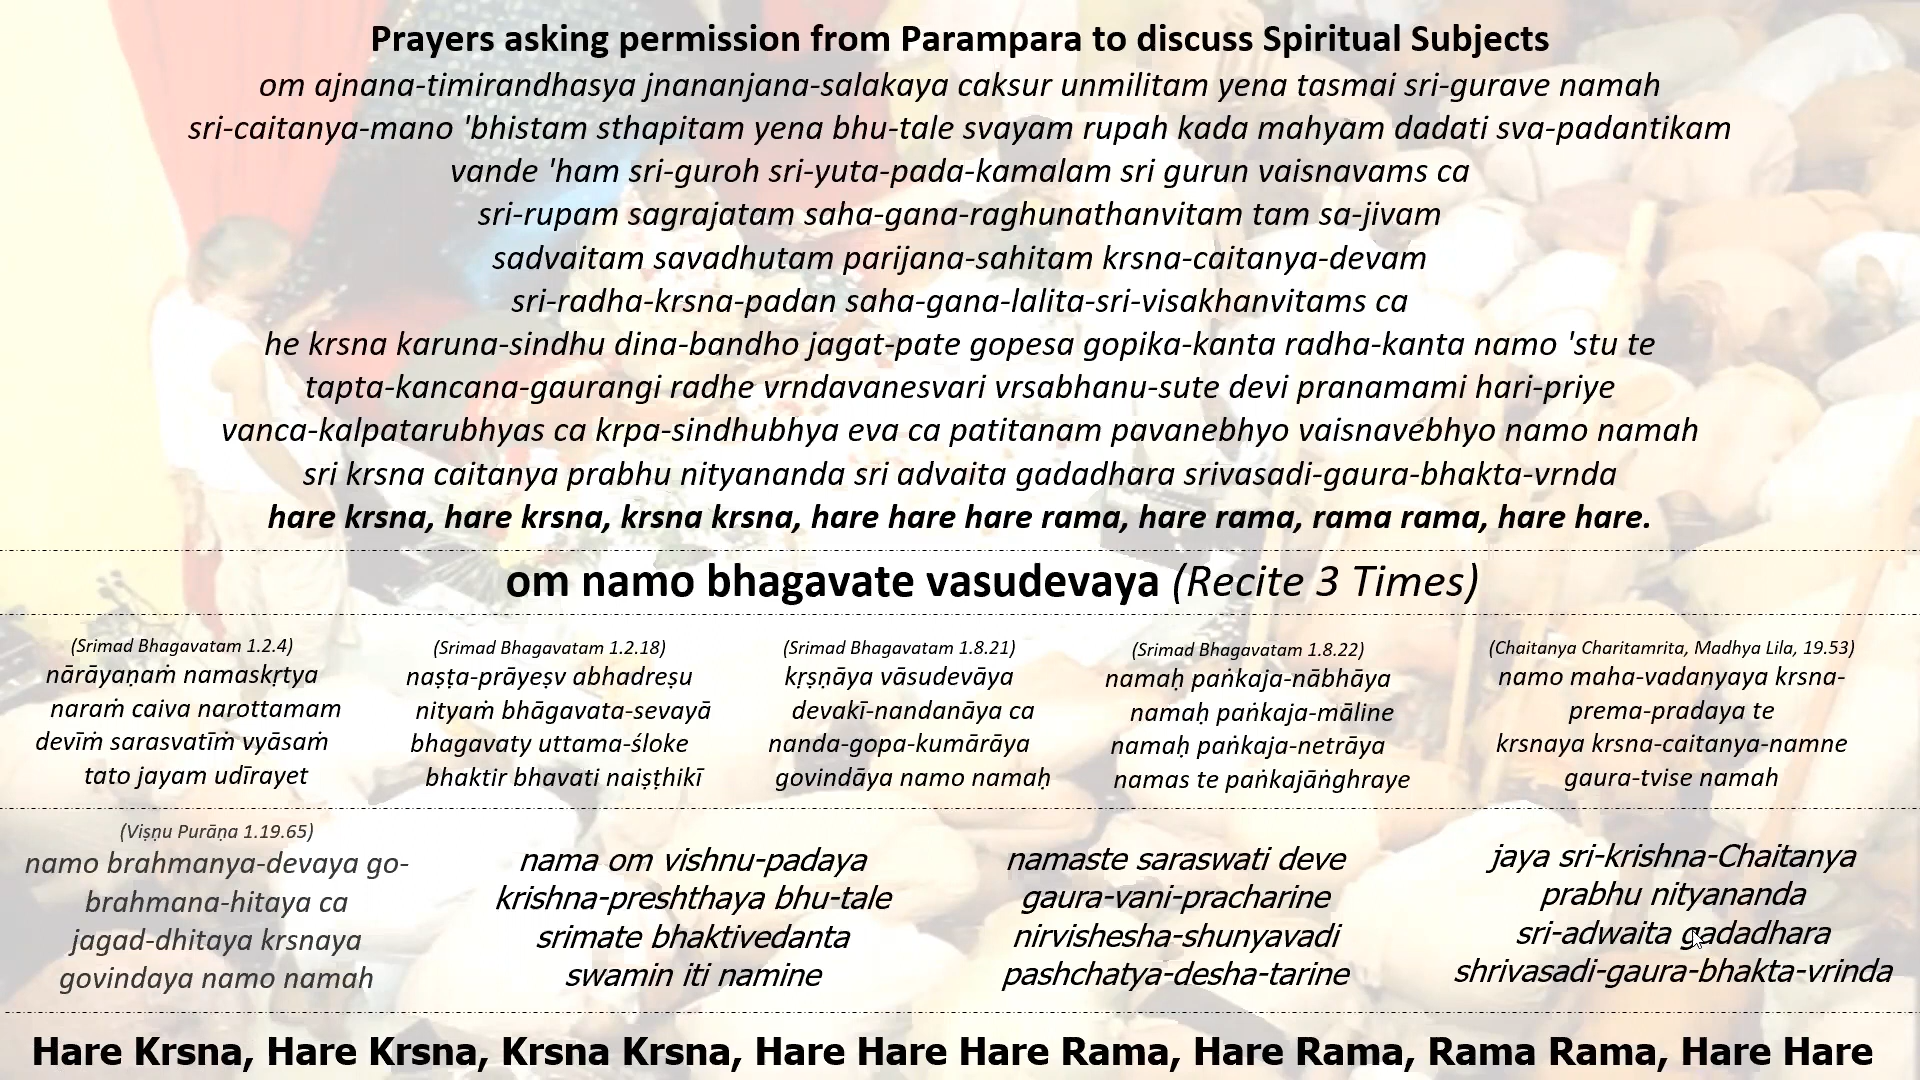 Prayers asking permission from Parampara to discuss Spiritual Subjects
om ajnana-timirandhasya jnananjana-salakaya caksur unmilitam yena tasmai sri-gurave namah
sri-caitanya-mano 'bhistam sthapitam yena bhu-tale svayam rupah kada mahyam dadati sva-padantikam
vande 'ham sri-guroh sri-yuta-pada-kamalam sri gurun vaisnavams ca
sri-rupam sagrajatam saha-gana-raghunathanvitam tam sa-jivam
sadvaitam savadhutam parijana-sahitam krsna-caitanya-devam
sri-radha-krsna-padan saha-gana-lalita-sri-visakhanvitams ca
he krsna karuna-sindhu dina-bandho jagat-pate gopesa gopika-kanta radha-kanta namo 'stu te
tapta-kancana-gaurangi radhe vrndavanesvari vrsabhanu-sute devi pranamami hari-priye
vanca-kalpatarubhyas ca krpa-sindhubhya eva ca patitanam pavanebhyo vaisnavebhyo namo namah
sri krsna caitanya prabhu nityananda sri advaita gadadhara srivasadi-gaura-bhakta-vrnda
hare krsna, hare krsna, krsna krsna, hare hare hare rama, hare rama, rama rama, hare hare.
om namo bhagavate vasudevaya (Recite 3 Times)
(Srimad Bhagavatam 1.2.4)
nārāyaṇaṁ namaskṛtya
naraṁ caiva narottamam
devīṁ sarasvatīṁ vyāsaṁ
tato jayam udīrayet
(Srimad Bhagavatam 1.2.18)
naṣṭa-prāyeṣv abhadreṣu
nityaṁ bhāgavata-sevayā
bhagavaty uttama-śloke
bhaktir bhavati naiṣṭhikī
(Srimad Bhagavatam 1.8.21)
kṛṣṇāya vāsudevāya
devakī-nandanāya ca
nanda-gopa-kumārāya
govindāya namo namaḥ
(Srimad Bhagavatam 1.8.22)
namaḥ paṅkaja-nābhāya
namaḥ paṅkaja-māline
namaḥ paṅkaja-netrāya
namas te paṅkajāṅghraye
(Chaitanya Charitamrita, Madhya Lila, 19.53)
namo maha-vadanyaya krsna-
prema-pradaya te
krsnaya krsna-caitanya-namne
gaura-tvise namah
(Viṣṇu Purāṇa 1.19.65)
namo brahmanya-devaya go-
brahmana-hitaya ca
jagad-dhitaya krsnaya
govindaya namo namah
nama om vishnu-padaya
krishna-preshthaya bhu-tale
srimate bhaktivedanta
swamin iti namine
namaste saraswati deve
gaura-vani-pracharine
nirvishesha-shunyavadi
pashchatya-desha-tarine
jaya sri-krishna-Chaitanya
prabhu nityananda
sri-adwaita gadadhara
shrivasadi-gaura-bhakta-vrinda
Hare Krsna, Hare Krsna, Krsna Krsna, Hare Hare Hare Rama, Hare Rama, Rama Rama, Hare Hare